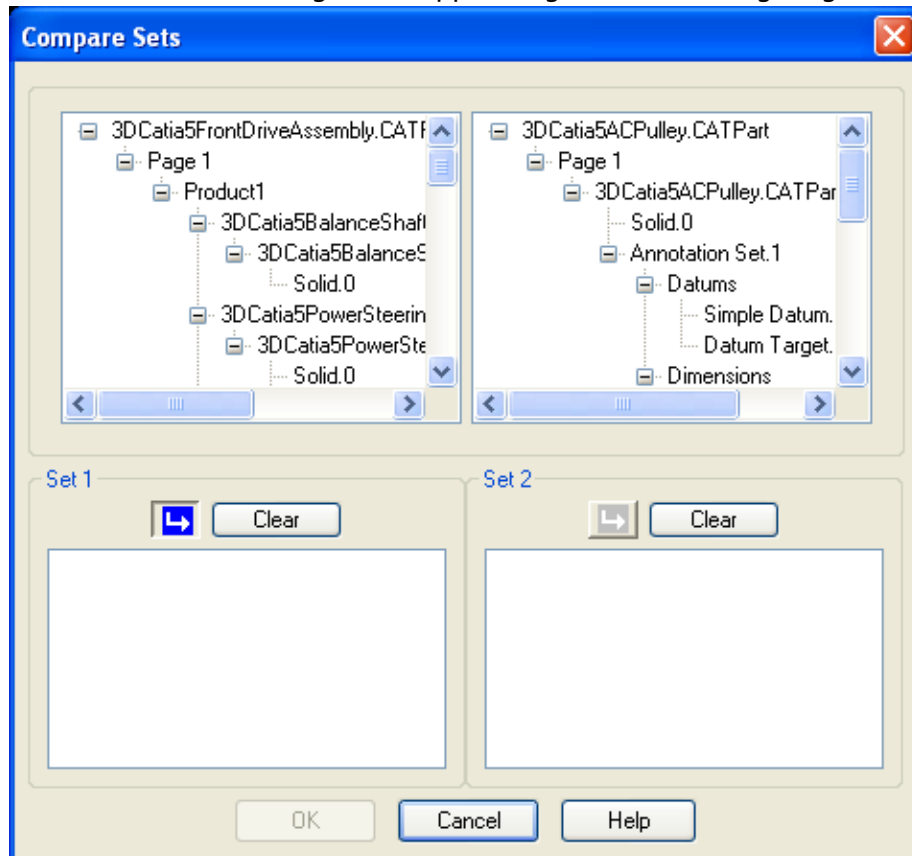 Compare Sets
3DCatia5FrontDriveAssembly.CATF
Page 1
Product1
3DCatia5BalanceShaft
3DCatia5BalanceS
Solid.0
3DCatia5PowerSteerin
3DCatia5PowerSte
Solid.0
3DCatia5ACPulley.CATPart
Page 1
3DCatia5ACPulley.CATPar
Solid.0
Annotation Set.1
Datums
Simple Datum.
Datum Target.
Dimensions
Set 1
Clear
Set 2
Clear
OK
Cancel
Help